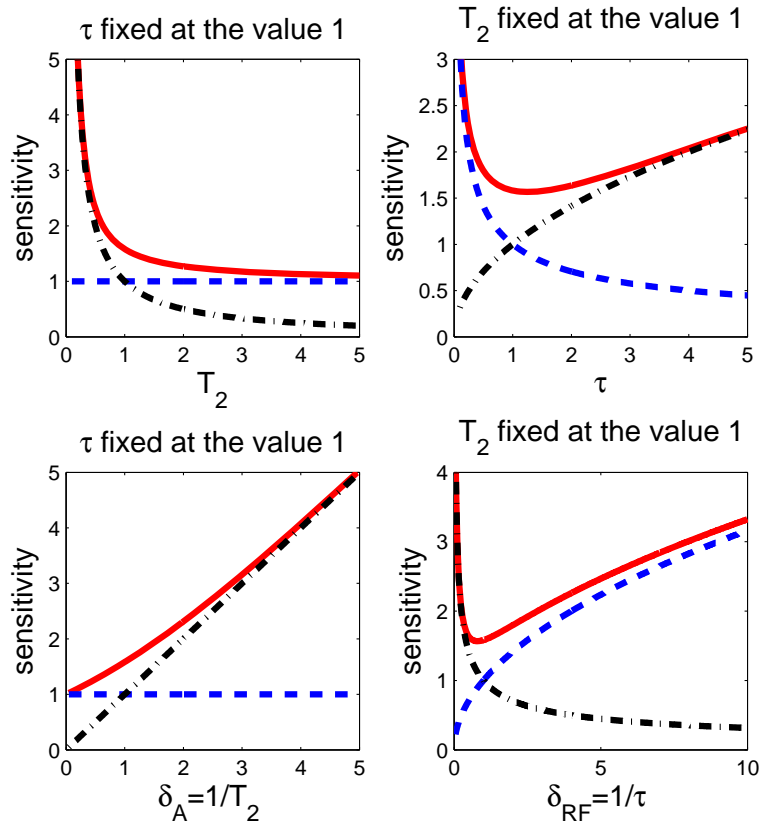 τ fixed at the value 1
sensitivity
5
4
3
2
1
0
0 1 2 3 4 5
T₂
T₂ fixed at the value 1
sensitivity
3
2.5
2
1.5
1
0.5
0
0 1 2 3 4 5
τ
τ fixed at the value 1
sensitivity
5
4
3
2
1
0
0 1 2 3 4 5
δ_A=1/T₂
T₂ fixed at the value 1
sensitivity
4
3
2
1
0
0 5 10
δ_RF=1/τ